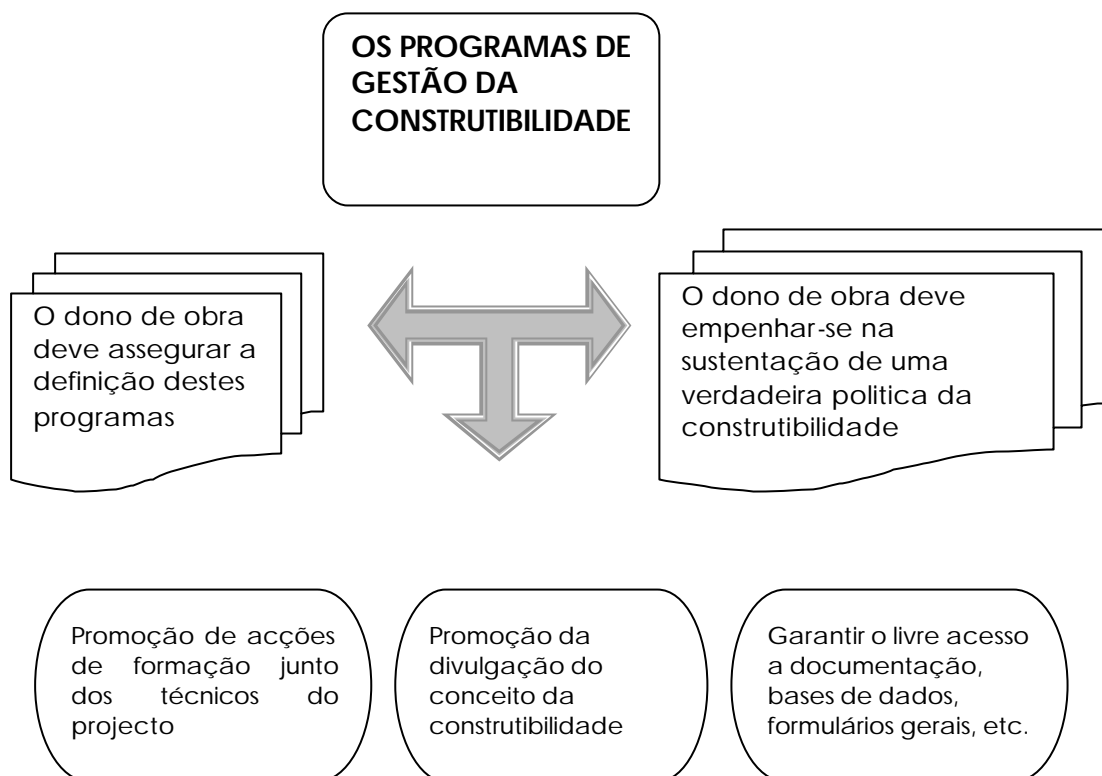 OS PROGRAMAS DE
GESTÃO DA
CONSTRUTIBILIDADE
O dono de obra
deve assegurar a
definição destes
programas
O dono de obra deve
empenhar-se na
sustentação de uma
verdadeira politica da
construtibilidade
Promoção de acções
de formação junto
dos técnicos do
projecto
Promoção da
divulgação do
conceito da
construtibilidade
Garantir o livre acesso
a documentação,
bases de dados,
formulários gerais, etc.